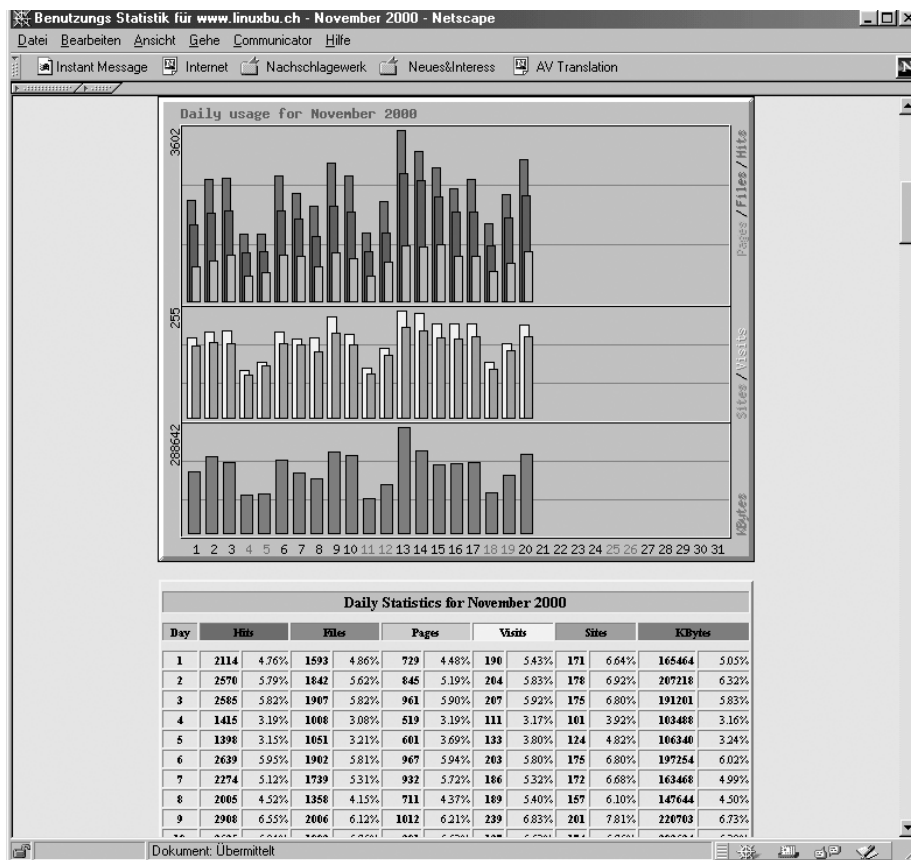 Benutzungs Statistik für www.linuxbu.ch - November 2000 - Netscape
Datei Bearbeiten Ansicht Gehe Communicator Hilfe
Instant Message Internet Nachschlagewerk Neues&Interess AV Translation
N
Daily usage for November 2000
3602
Pages / Files / Hits
255
Sites / Visits
288642
KBytes
1 2 3 4 5 6 7 8 9 10 11 12 13 14 15 16 17 18 19 20 21 22 23 24 25 26 27 28 29 30 31
Daily Statistics for November 2000
Day Hits Files Pages Visits Sites KBytes
1 2114 4.76% 1593 4.86% 729 4.48% 190 5.43% 171 6.64% 165464 5.05%
2 2570 5.79% 1842 5.62% 845 5.19% 204 5.83% 178 6.92% 207218 6.32%
3 2585 5.82% 1907 5.82% 961 5.90% 207 5.92% 175 6.80% 191201 5.83%
4 1415 3.19% 1008 3.08% 519 3.19% 111 3.17% 101 3.92% 103488 3.16%
5 1398 3.15% 1051 3.21% 601 3.69% 133 3.80% 124 4.82% 106340 3.24%
6 2639 5.95% 1902 5.81% 967 5.94% 203 5.80% 175 6.80% 197254 6.02%
7 2274 5.12% 1739 5.31% 932 5.72% 186 5.32% 172 6.68% 163468 4.99%
8 2005 4.52% 1358 4.15% 711 4.37% 189 5.40% 157 6.10% 147644 4.50%
9 2908 6.55% 2006 6.12% 1012 6.21% 239 6.83% 201 7.81% 220703 6.73%
Dokument: Übermittelt